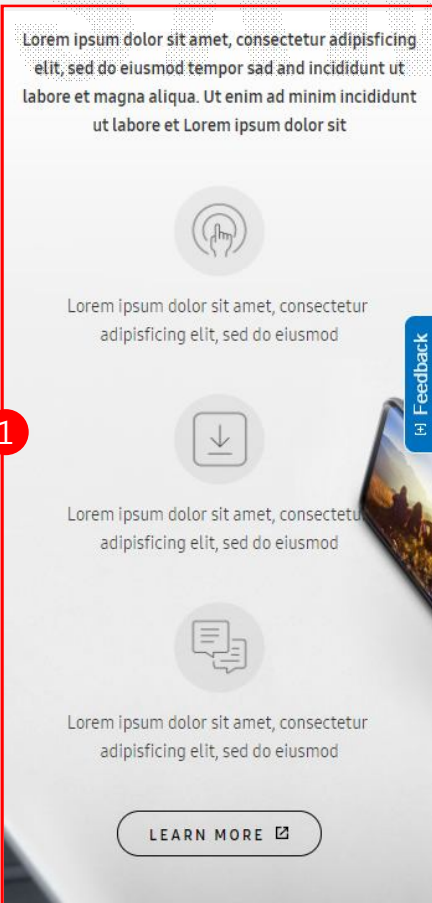 Lorem ipsum dolor sit amet, consectetur adipisficing
elit, sed do eiusmod tempor sad and incididunt ut
labore et magna aliqua. Ut enim ad minim incididunt
ut labore et Lorem ipsum dolor sit
Lorem ipsum dolor sit amet, consectetur
adipisficing elit, sed do eiusmod
[+] Feedback
1
Lorem ipsum dolor sit amet, consectetu
adipisficing elit, sed do eiusmod
Lorem ipsum dolor sit amet, consectetur
adipisficing elit, sed do eiusmod
LEARN MORE